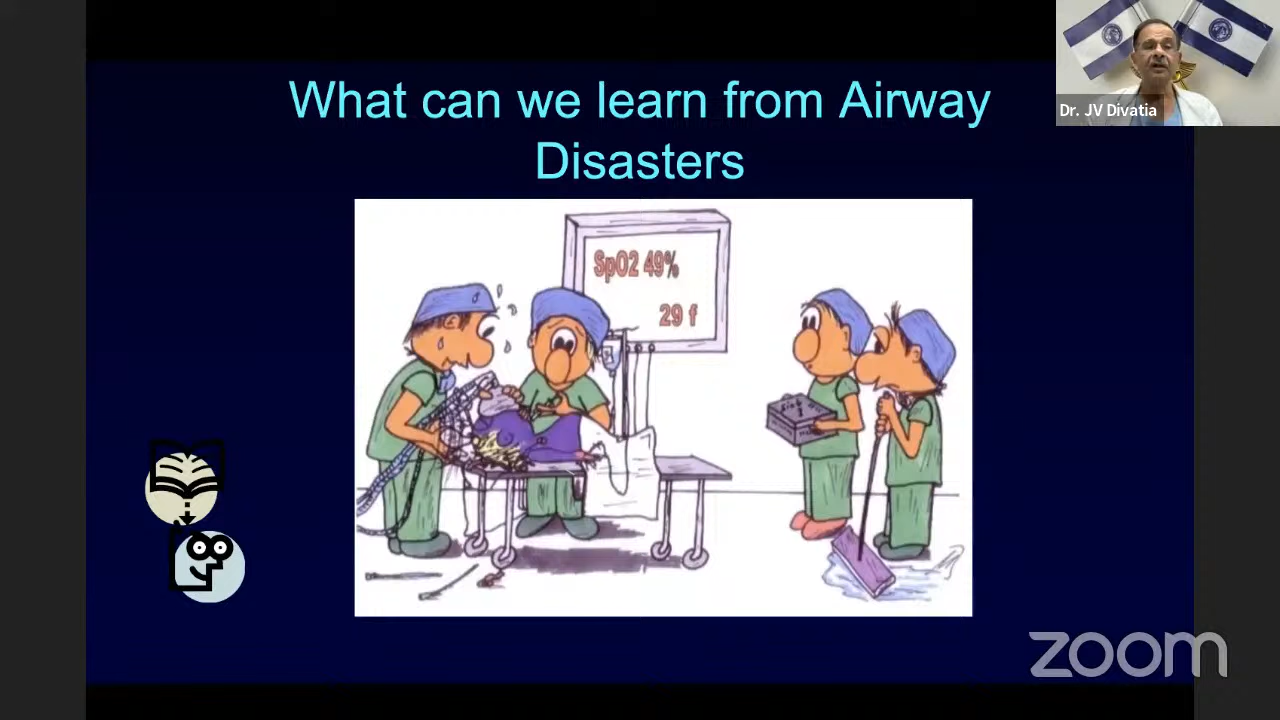 What can we learn from Airway
Disasters
Dr. JV Divatia
SpO2 49%
29 f
zoom